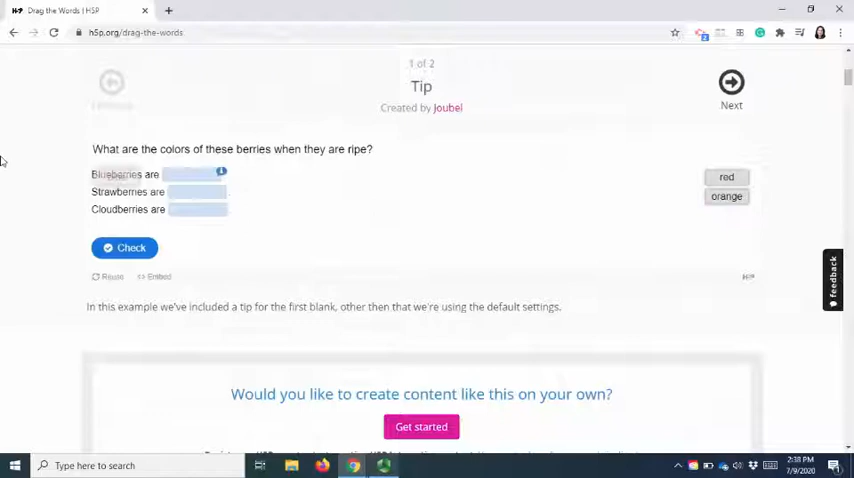 Drag the Words | H5P
h5p.org/drag-the-words
1 of 2
Tip
Next
Created by Joubel
What are the colors of these berries when they are ripe?
Blueberries are
Strawberries are
Cloudberries are
red
orange
Check
Reuse <> Embed
H5P
feedback
In this example we've included a tip for the first blank, other then that we're using the default settings.
Would you like to create content like this on your own?
Get started
Type here to search
2:38 PM
7/9/2020